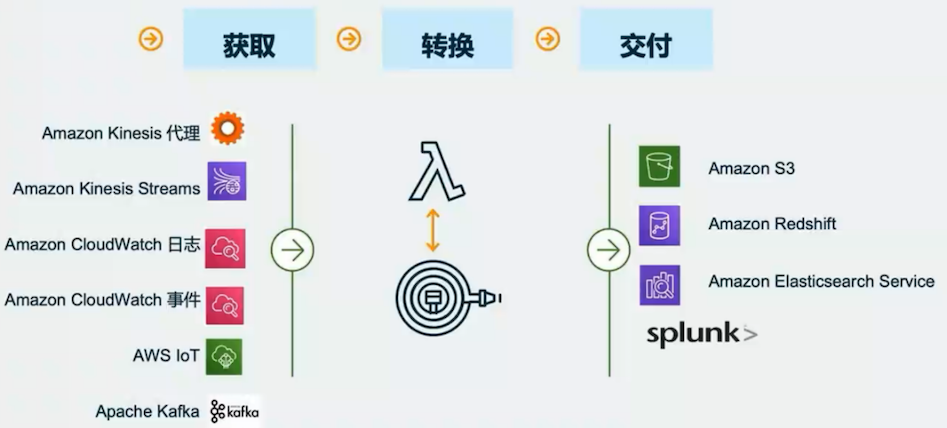 获取
转换
交付
Amazon Kinesis 代理
Amazon Kinesis Streams
Amazon CloudWatch 日志
Amazon CloudWatch 事件
AWS IoT
Apache Kafka
kafka
Amazon S3
Amazon Redshift
Amazon Elasticsearch Service
splunk>